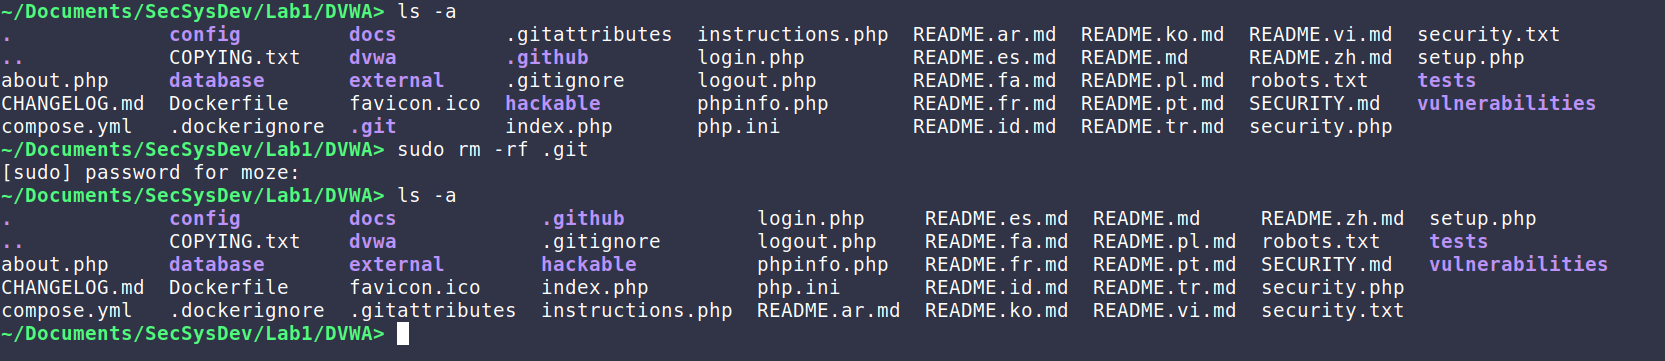 ~/Documents/SecSysDev/Lab1/DVWA> ls -a
. config docs .gitattributes instructions.php README.ar.md README.ko.md README.vi.md security.txt
.. COPYING.txt dvwa .github login.php README.es.md README.md README.zh.md setup.php
about.php database external .gitignore logout.php README.fa.md README.pl.md robots.txt tests
CHANGELOG.md Dockerfile favicon.ico hackable phpinfo.php README.fr.md README.pt.md SECURITY.md vulnerabilities
compose.yml .dockerignore .git index.php php.ini README.id.md README.tr.md security.php
~/Documents/SecSysDev/Lab1/DVWA> sudo rm -rf .git
[sudo] password for moze:
~/Documents/SecSysDev/Lab1/DVWA> ls -a
. config docs .github login.php README.es.md README.md README.zh.md setup.php
.. COPYING.txt dvwa .gitignore logout.php README.fa.md README.pl.md robots.txt tests
about.php database external hackable phpinfo.php README.fr.md README.pt.md SECURITY.md vulnerabilities
CHANGELOG.md Dockerfile favicon.ico index.php php.ini README.id.md README.tr.md security.php
compose.yml .dockerignore .gitattributes instructions.php README.ar.md README.ko.md README.vi.md security.txt
~/Documents/SecSysDev/Lab1/DVWA>